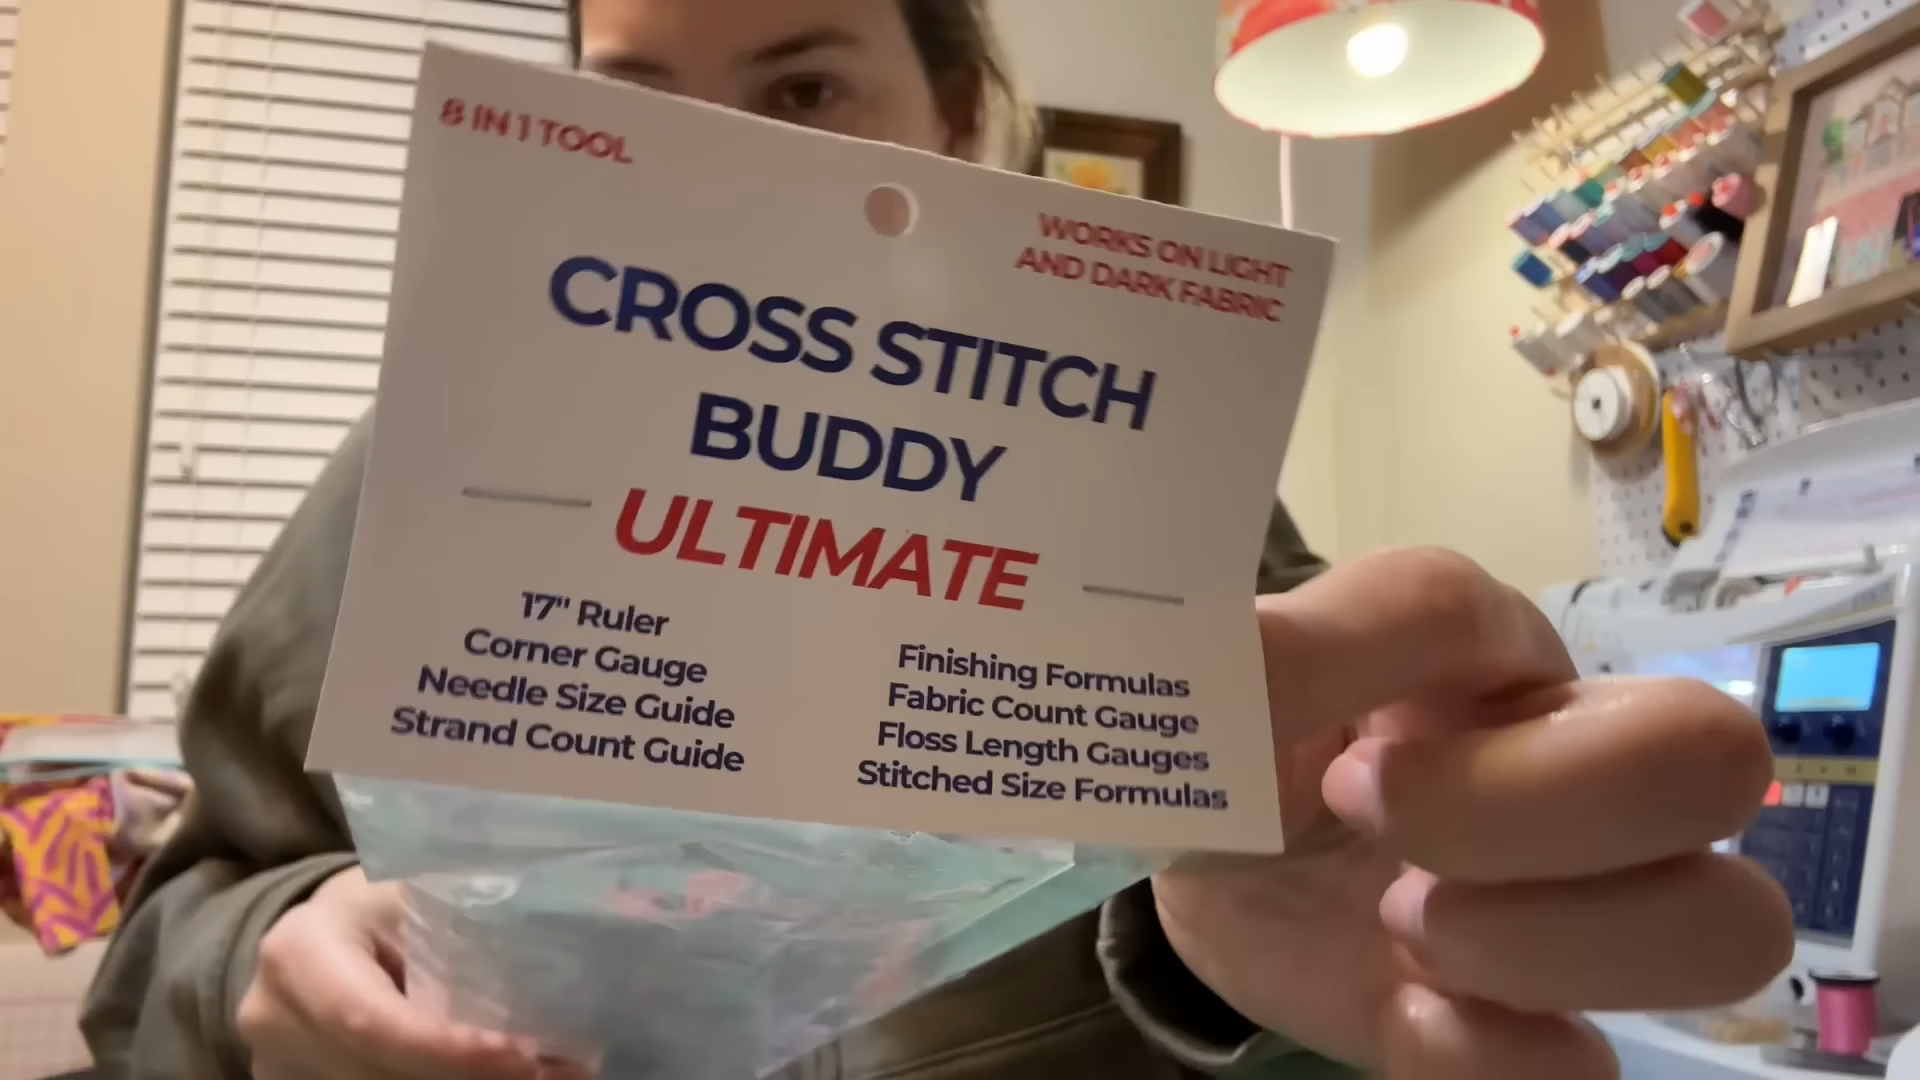 8 IN 1 TOOL
WORKS ON LIGHT
AND DARK FABRIC
CROSS STITCH
BUDDY
ULTIMATE
17" Ruler
Corner Gauge
Needle Size Guide
Strand Count Guide
Finishing Formulas
Fabric Count Gauge
Floss Length Gauges
Stitched Size Formulas